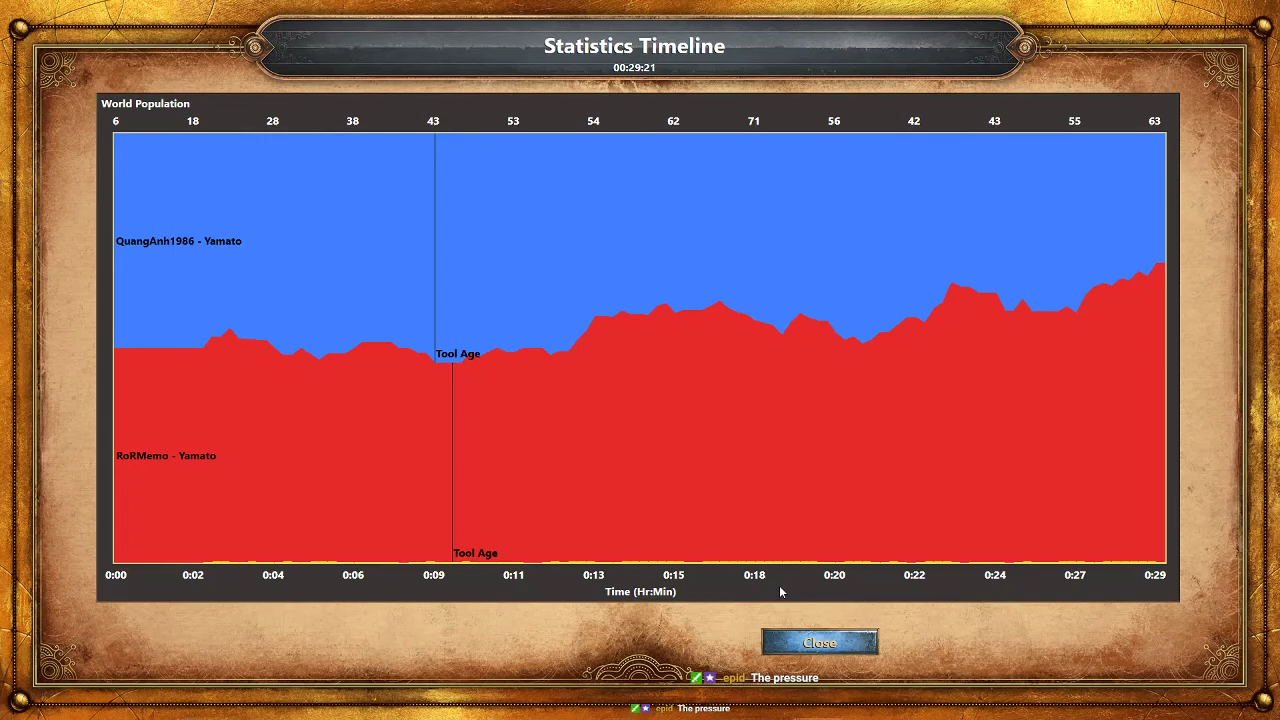 Statistics Timeline
00:29:21
World Population
6 18 28 38 43 53 54 62 71 56 42 43 55 63
QuangAnh1986 - Yamato
Tool Age
RoRMemo - Yamato
Tool Age
0:00 0:02 0:04 0:06 0:09 0:11 0:13 0:15 0:18 0:20 0:22 0:24 0:27 0:29
Time (Hr:Min)
Close
epid The pressure
epid The pressure